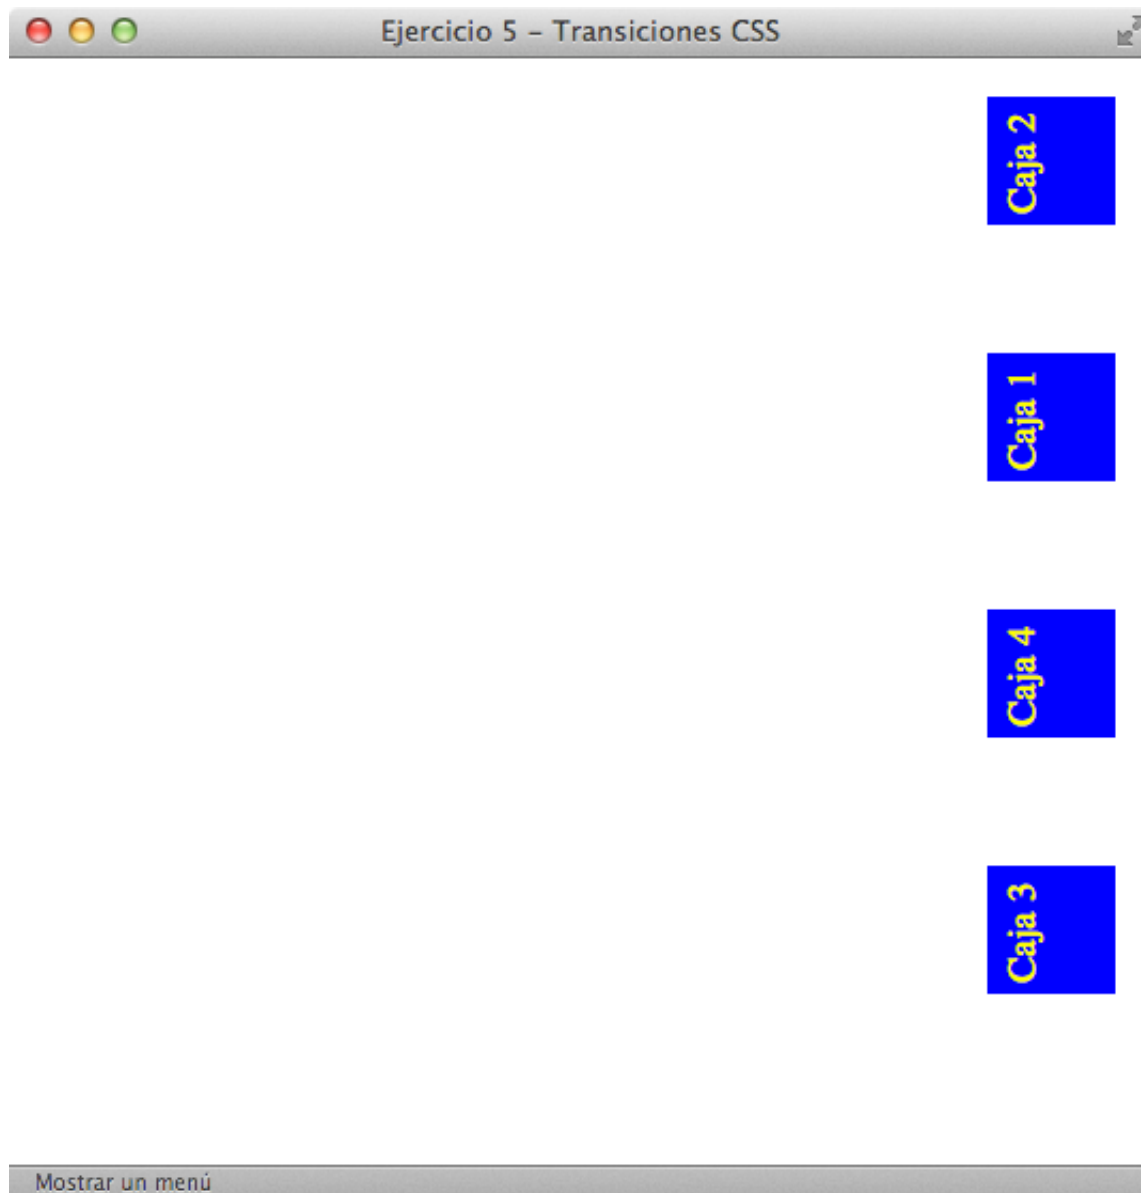 Ejercicio 5 – Transiciones CSS
Caja 2
Caja 1
Caja 4
Caja 3
Mostrar un menú